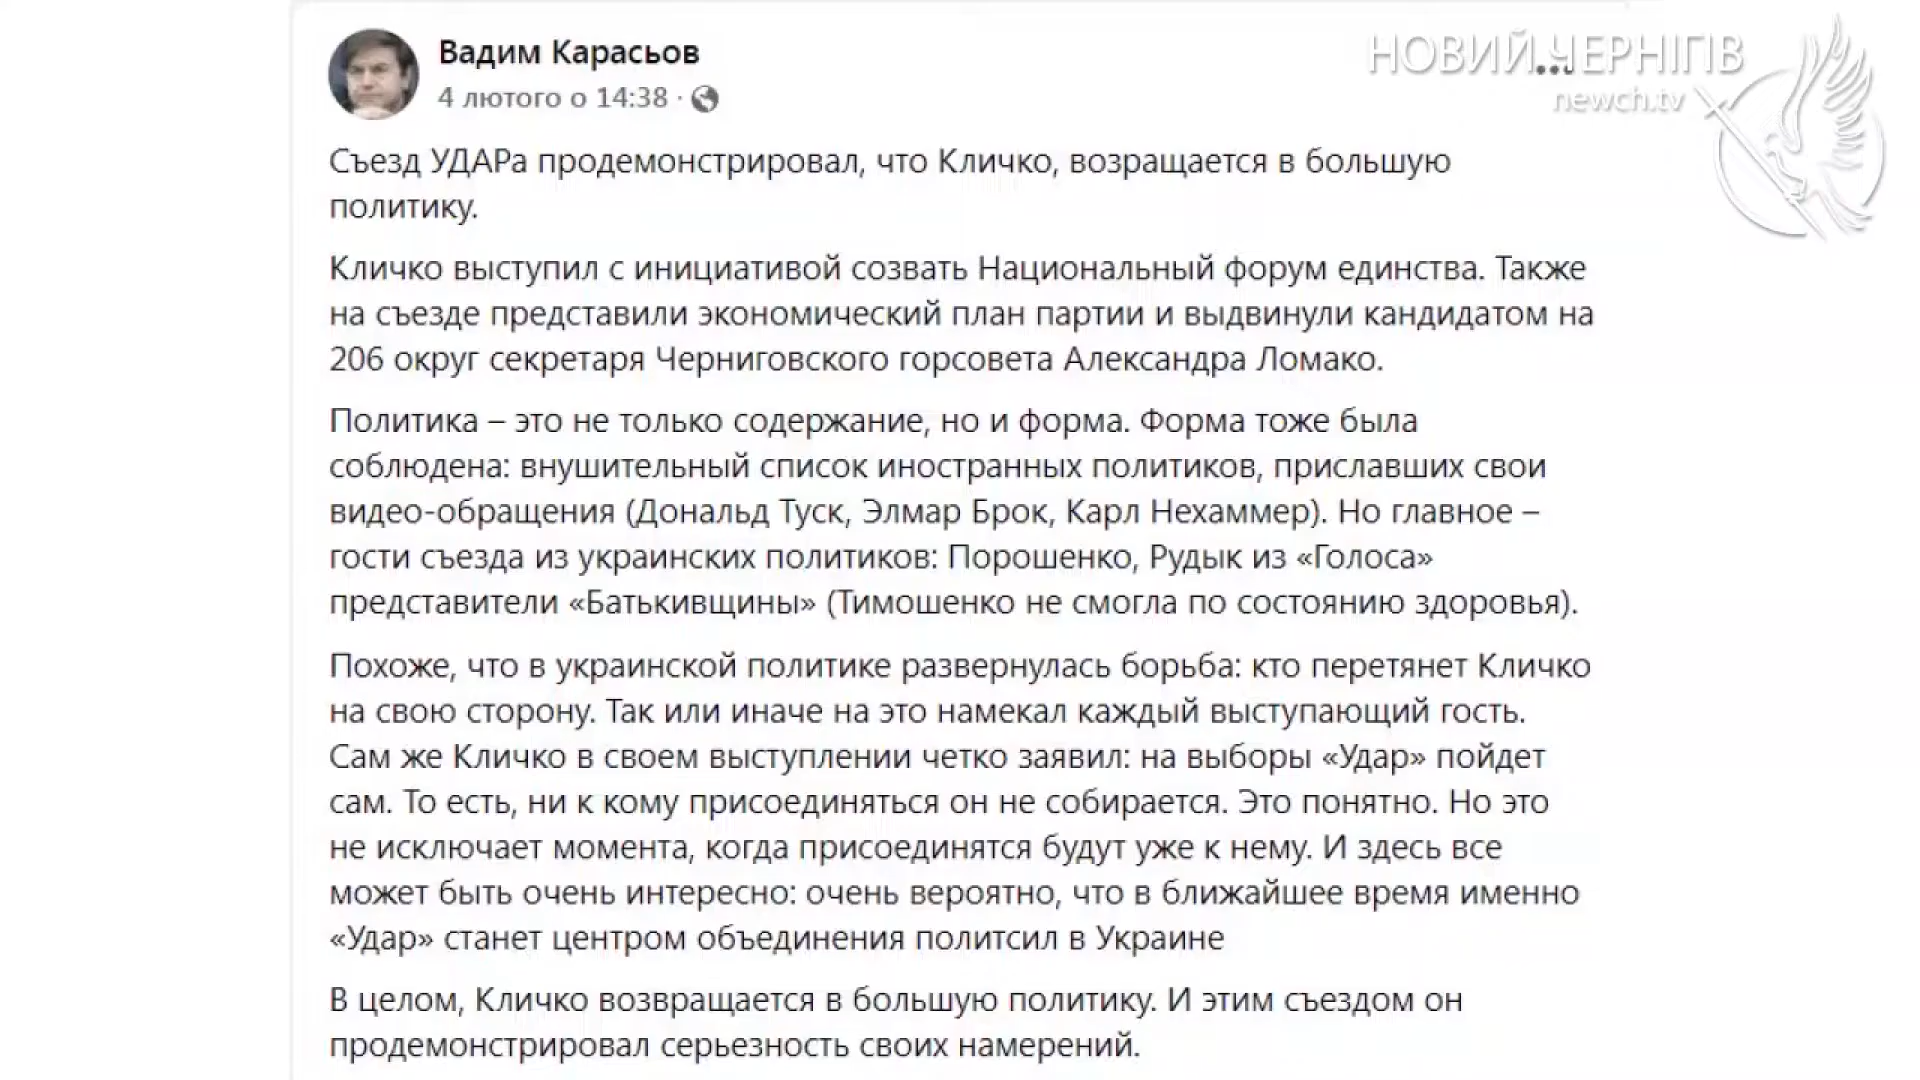 Вадим Карасьов
4 лютого о 14:38 ·
НОВИЙ ЧЕРНІГІВ
newch.tv
Съезд УДАРа продемонстрировал, что Кличко, возращается в большую
политику.
Кличко выступил с инициативой созвать Национальный форум единства. Также
на съезде представили экономический план партии и выдвинули кандидатом на
206 округ секретаря Черниговского горсовета Александра Ломако.
Политика – это не только содержание, но и форма. Форма тоже была
соблюдена: внушительный список иностранных политиков, приславших свои
видео-обращения (Дональд Туск, Элмар Брок, Карл Нехаммер). Но главное –
гости съезда из украинских политиков: Порошенко, Рудык из «Голоса»
представители «Батькивщины» (Тимошенко не смогла по состоянию здоровья).
Похоже, что в украинской политике развернулась борьба: кто перетянет Кличко
на свою сторону. Так или иначе на это намекал каждый выступающий гость.
Сам же Кличко в своем выступлении четко заявил: на выборы «Удар» пойдет
сам. То есть, ни к кому присоединяться он не собирается. Это понятно. Но это
не исключает момента, когда присоединятся будут уже к нему. И здесь все
может быть очень интересно: очень вероятно, что в ближайшее время именно
«Удар» станет центром объединения политсил в Украине
В целом, Кличко возвращается в большую политику. И этим съездом он
продемонстрировал серьезность своих намерений.